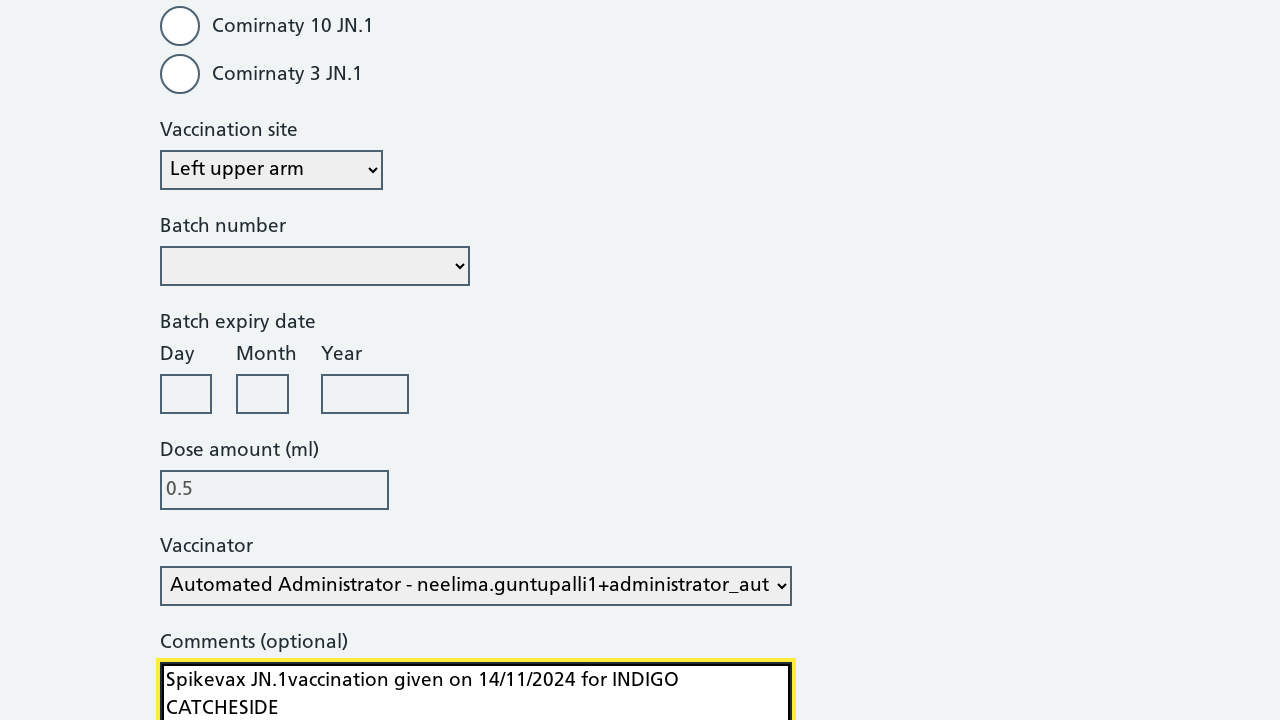 Comirnaty 10 JN.1
Comirnaty 3 JN.1
Vaccination site
Left upper arm
Batch number
Batch expiry date
Day Month Year
Dose amount (ml)
0.5
Vaccinator
Automated Administrator - neelima.guntupalli1+administrator_aut
Comments (optional)
Spikevax JN.1vaccination given on 14/11/2024 for INDIGO
CATCHESIDE